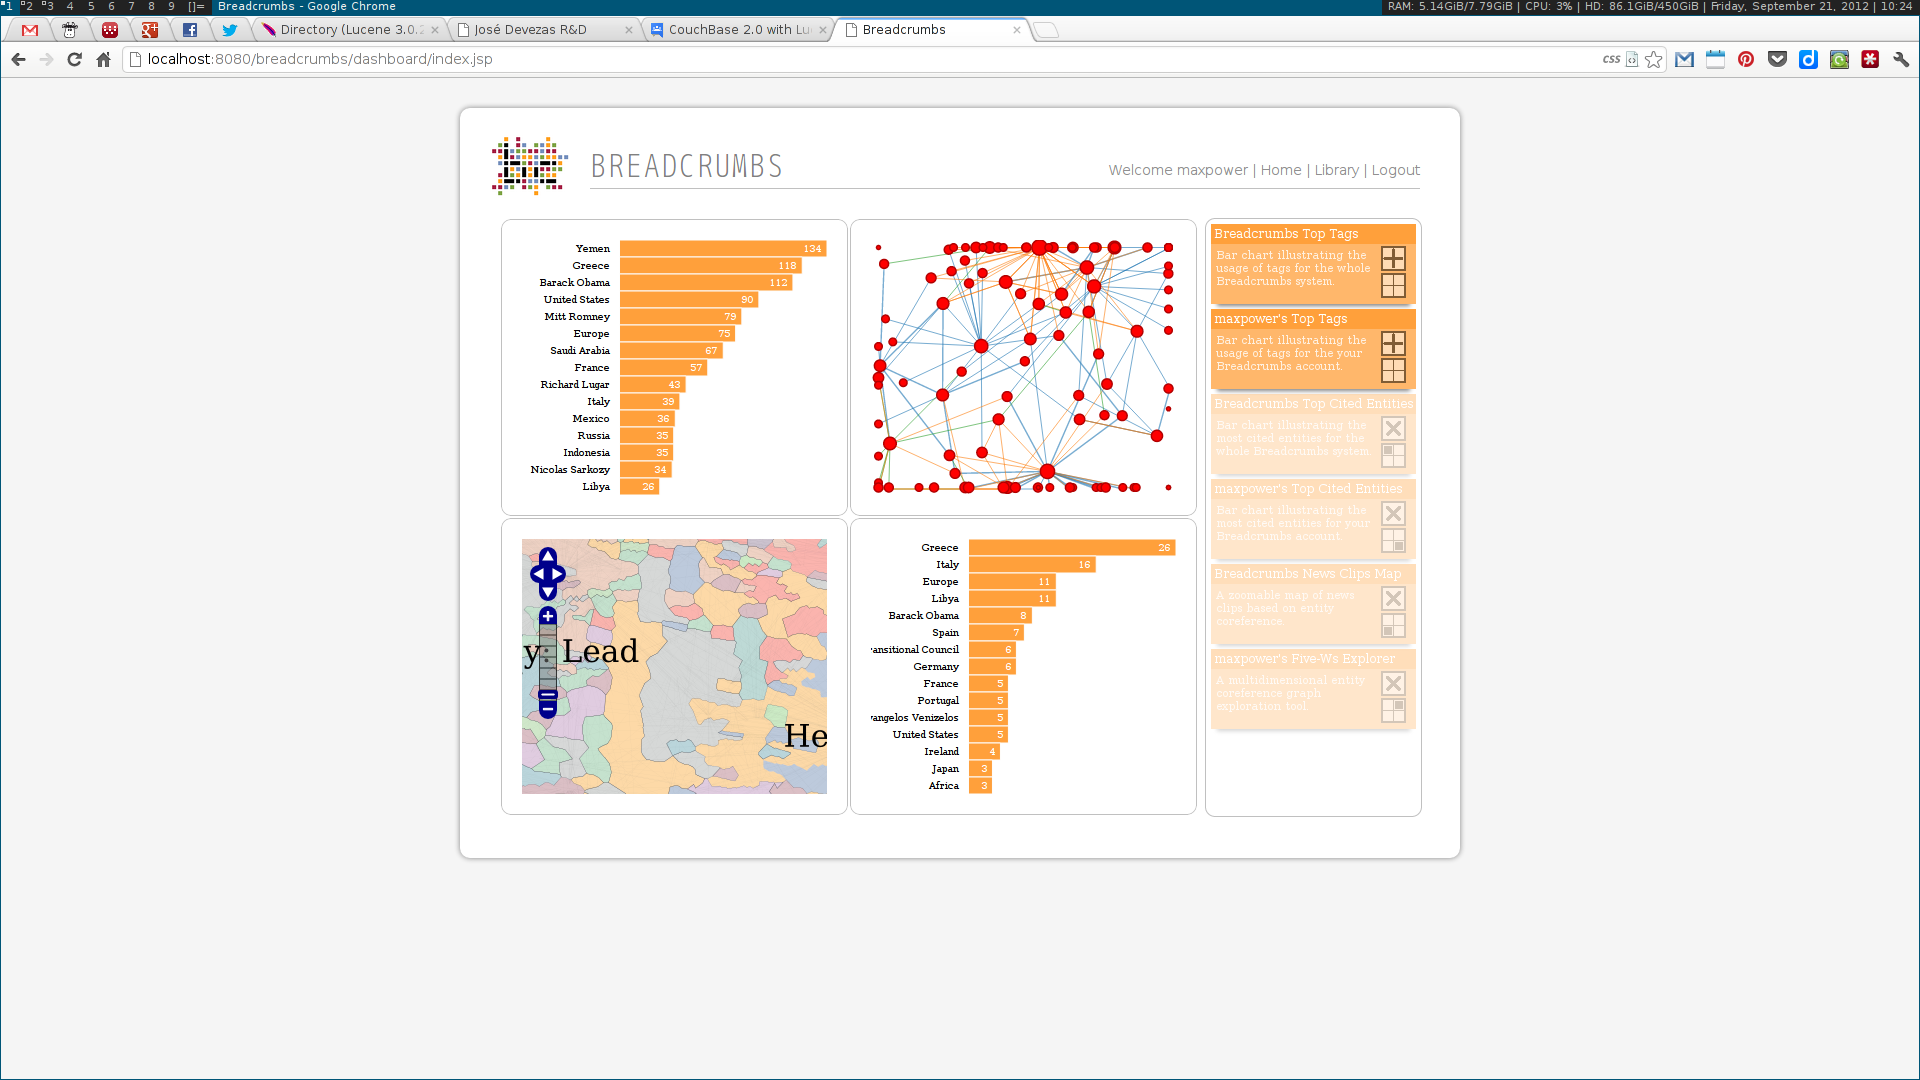 1 2 3 4 5 6 7 8 9 []= Breadcrumbs - Google Chrome RAM: 5.14GiB/7.79GiB | CPU: 3% | HD: 86.1GiB/450GiB | Friday, September 21, 2012 | 10:24
Directory (Lucene 3.0. José Devezas R&D CouchBase 2.0 with Lu Breadcrumbs
localhost:8080/breadcrumbs/dashboard/index.jsp CSS
BREADCRUMBS
Welcome maxpower | Home | Library | Logout
Yemen 134
Greece 118
Barack Obama 112
United States 90
Mitt Romney 79
Europe 75
Saudi Arabia 67
France 57
Richard Lugar 43
Italy 39
Mexico 36
Russia 35
Indonesia 35
Nicolas Sarkozy 34
Libya 26
y Lead
He
Greece 26
Italy 16
Europe 11
Libya 11
Barack Obama 8
Spain 7
ansitional Council 6
Germany 6
France 5
Portugal 5
angelos Venizelos 5
United States 5
Ireland 4
Japan 3
Africa 3
Breadcrumbs Top Tags
Bar chart illustrating the
usage of tags for the whole
Breadcrumbs system.
maxpower's Top Tags
Bar chart illustrating the
usage of tags for the your
Breadcrumbs account.
Breadcrumbs Top Cited Entities
Bar chart illustrating the
most cited entities for the
whole Breadcrumbs system.
maxpower's Top Cited Entities
Bar chart illustrating the
most cited entities for your
Breadcrumbs account.
Breadcrumbs News Clips Map
A zoomable map of news
clips based on entity
coreference.
maxpower's Five-Ws Explorer
A multidimensional entity
coreference graph
exploration tool.